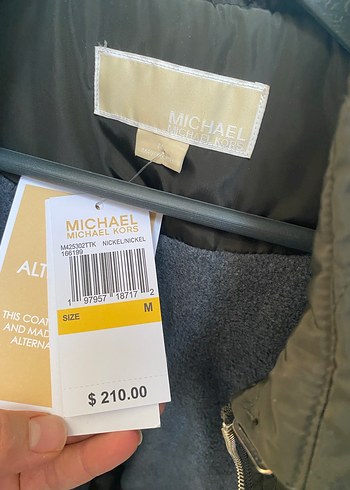 MICHAEL
MICHAEL KORS
MICHAEL
MICHAEL KORS
M425302TTK NICKEL/NICKEL
166199
1 97957 18717 2
SIZE M
$ 210.00
ALT
THIS COAT
AND MAD
ALTERNA